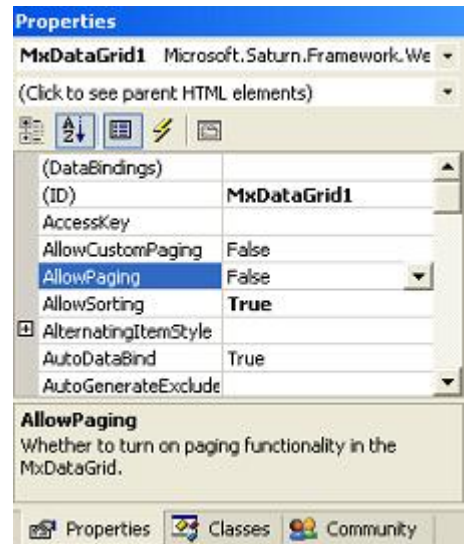 Properties
MxDataGrid1 Microsoft.Saturn.Framework.We
(Click to see parent HTML elements)
(DataBindings)
(ID) MxDataGrid1
AccessKey
AllowCustomPaging False
AllowPaging False
AllowSorting True
AlternatingItemStyle
AutoDataBind True
AutoGenerateExclude
AllowPaging
Whether to turn on paging functionality in the
MxDataGrid.
Properties Classes Community